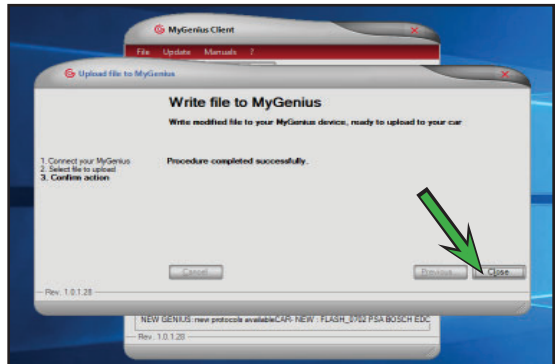 MyGenius Client
File Update Manuals ?
Upload file to MyGenius
Write file to MyGenius
Write modified file to your MyGenius device, ready to upload to your car
1. Connect your MyGenius
2. Select file to upload
3. Confirm action
Procedure completed successfully.
Cancel
Previous
Close
Rev. 1.0.1.28
NEW GENIUS: new protocols availableCAR- NEW : FLASH_0702 PSA BOSCH EDC
Rev. 1.0.1.28